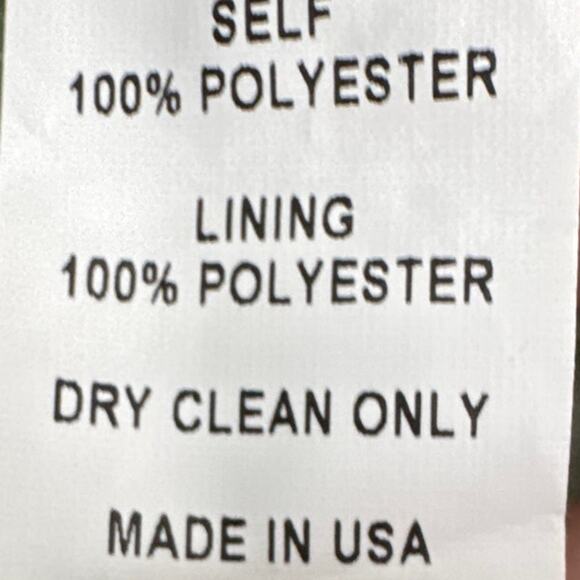 SELF
100% POLYESTER
LINING
100% POLYESTER
DRY CLEAN ONLY
MADE IN USA